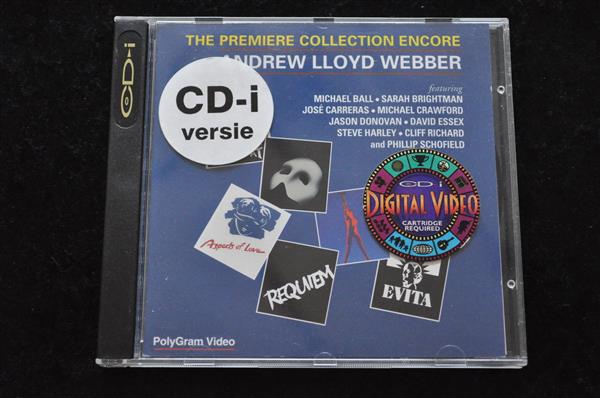 CD-i
THE PREMIERE COLLECTION ENCORE
ANDREW LLOYD WEBBER
CD-i
versie
featuring
MICHAEL BALL • SARAH BRIGHTMAN
JOSÉ CARRERAS • MICHAEL CRAWFORD
JASON DONOVAN • DAVID ESSEX
STEVE HARLEY • CLIFF RICHARD
and PHILLIP SCHOFIELD
CD i
DIGITAL VIDEO
CARTRIDGE
REQUIRED
Aspects of Love
REQUIEM
EVITA
PolyGram Video